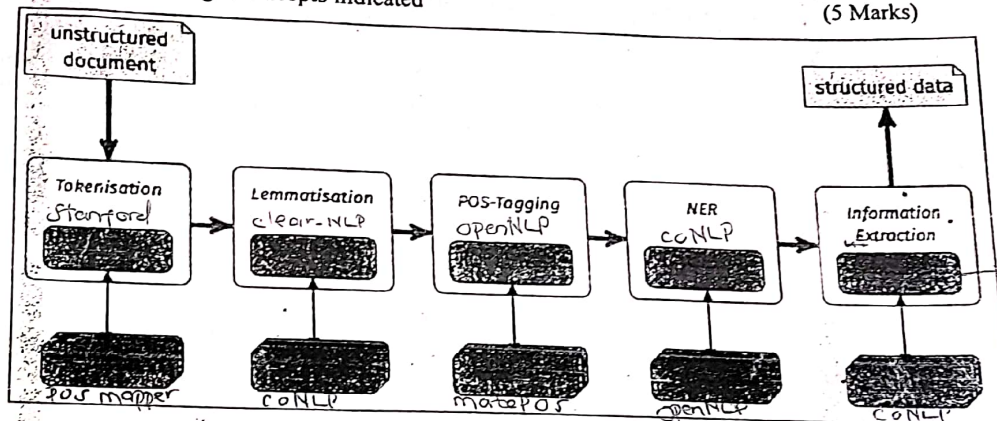 indicated
(5 Marks)
unstructured
document
structured data
Tokenisation
Stanford
Lemmatisation
clear-NLP
POS-Tagging
openNLP
NER
coNLP
Information
Extraction
POS mapper
coNLP
matePOS
openNLP
coNLP